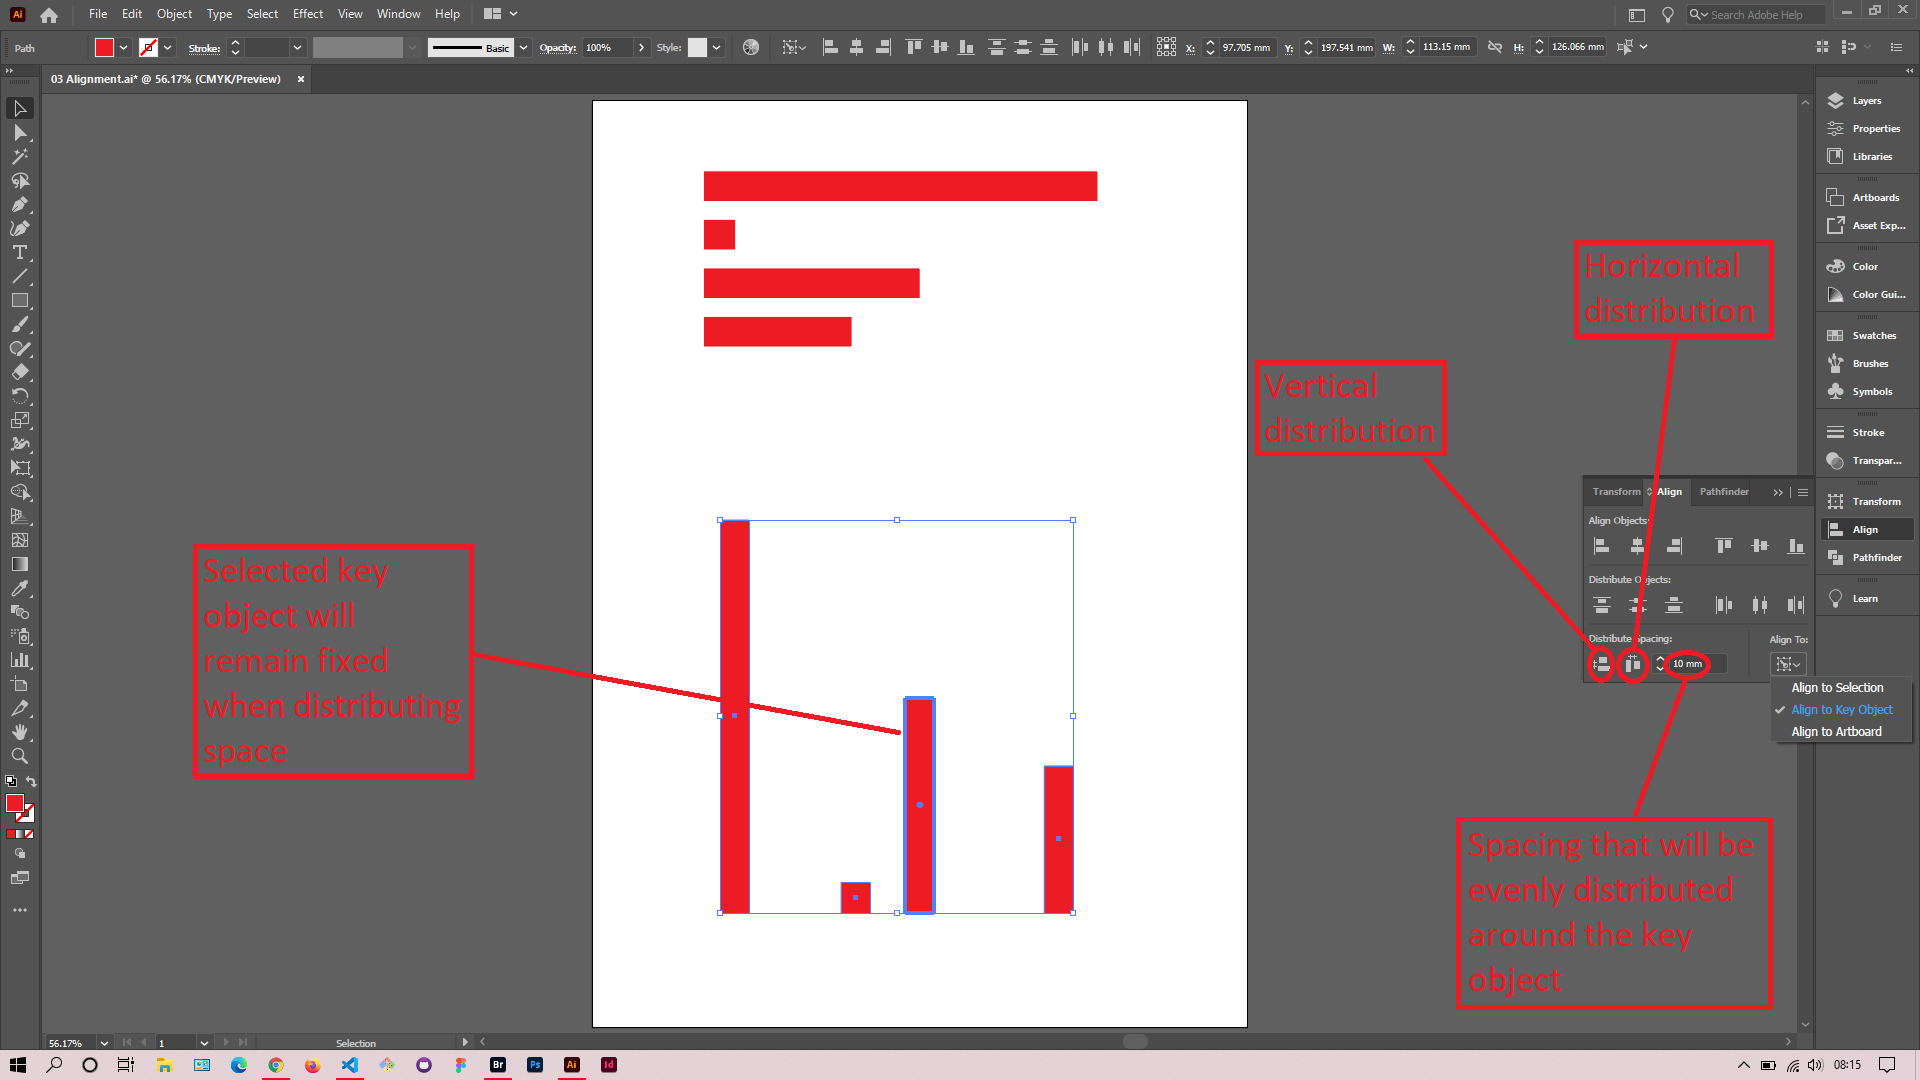 File Edit Object Type Select Effect View Window Help
Search Adobe Help
Path
Stroke:
Basic
Opacity: 100%
Style:
X: 97.705 mm
Y: 197.541 mm
W: 113.15 mm
H: 126.066 mm
03 Alignment.ai* @ 56.17% (CMYK/Preview) ×
Layers
Properties
Libraries
Artboards
Asset Exp...
Color
Color Gui...
Swatches
Brushes
Symbols
Stroke
Transpar...
Transform
Align
Pathfinder
Learn
Horizontal
distribution
Vertical
distribution
Selected key
object will
remain fixed
when distributing
space
Transform Align Pathfinder
Align Objects:
Distribute Objects:
Distribute Spacing:
Align To:
10 mm
Align to Selection
Align to Key Object
Align to Artboard
Spacing that will be
evenly distributed
around the key
object
56.17%
1
Selection
Br Ps Ai Id
08:15